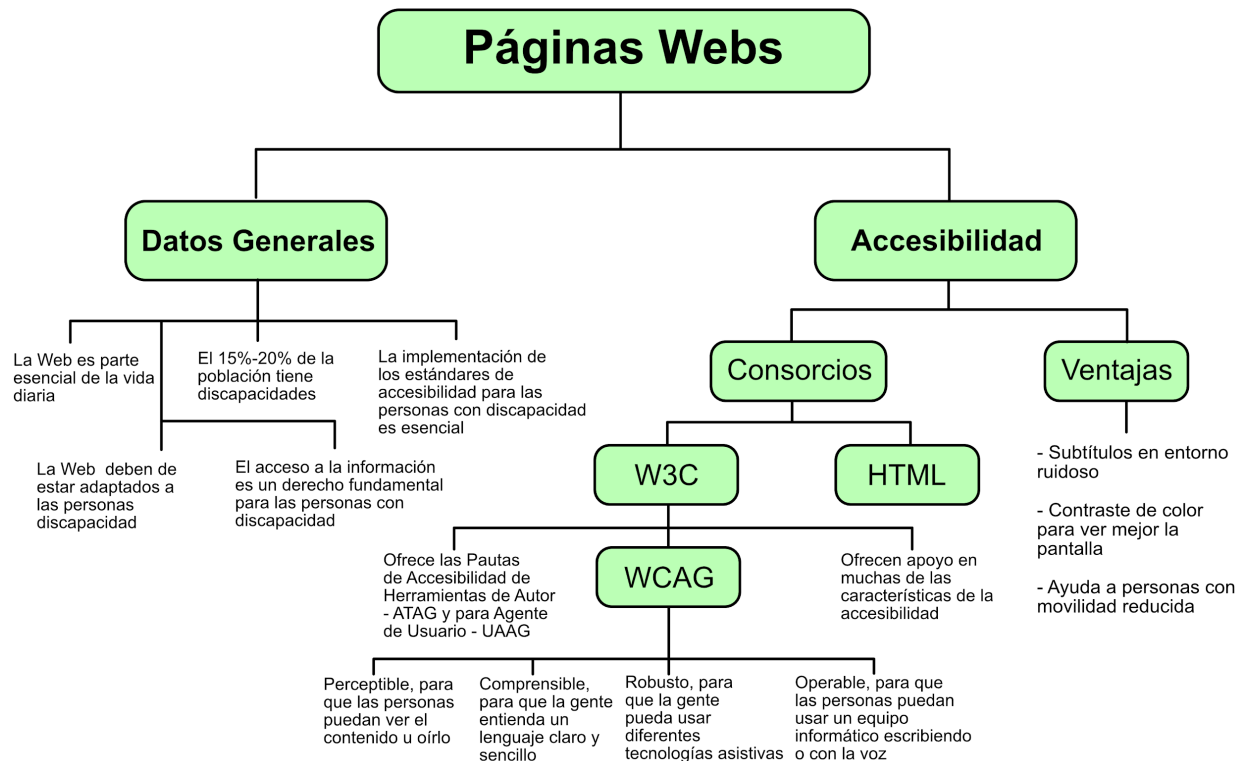 Páginas Webs
Datos Generales
Accesibilidad
La Web es parte
esencial de la vida
diaria
El 15%-20% de la
población tiene
discapacidades
La implementación de
los estándares de
accesibilidad para las
personas con discapacidad
es esencial
La Web  deben de
estar adaptados a
las personas
discapacidad
El acceso a la información
es un derecho fundamental
para las personas con
discapacidad
Consorcios
Ventajas
W3C
HTML
- Subtítulos en entorno
ruidoso
- Contraste de color
para ver mejor la
pantalla
- Ayuda a personas con
movilidad reducida
Ofrece las Pautas
de Accesibilidad de
Herramientas de Autor
- ATAG y para Agente
de Usuario - UAAG
WCAG
Ofrecen apoyo en
muchas de las
características de la
accesibilidad
Perceptible, para
que las personas
puedan ver el
contenido u oírlo
Comprensible,
para que la gente
entienda un
lenguaje claro y
sencillo
Robusto, para
que la gente
pueda usar
diferentes
tecnologías asistivas
Operable, para que
las personas puedan
usar un equipo
informático escribiendo
o con la voz